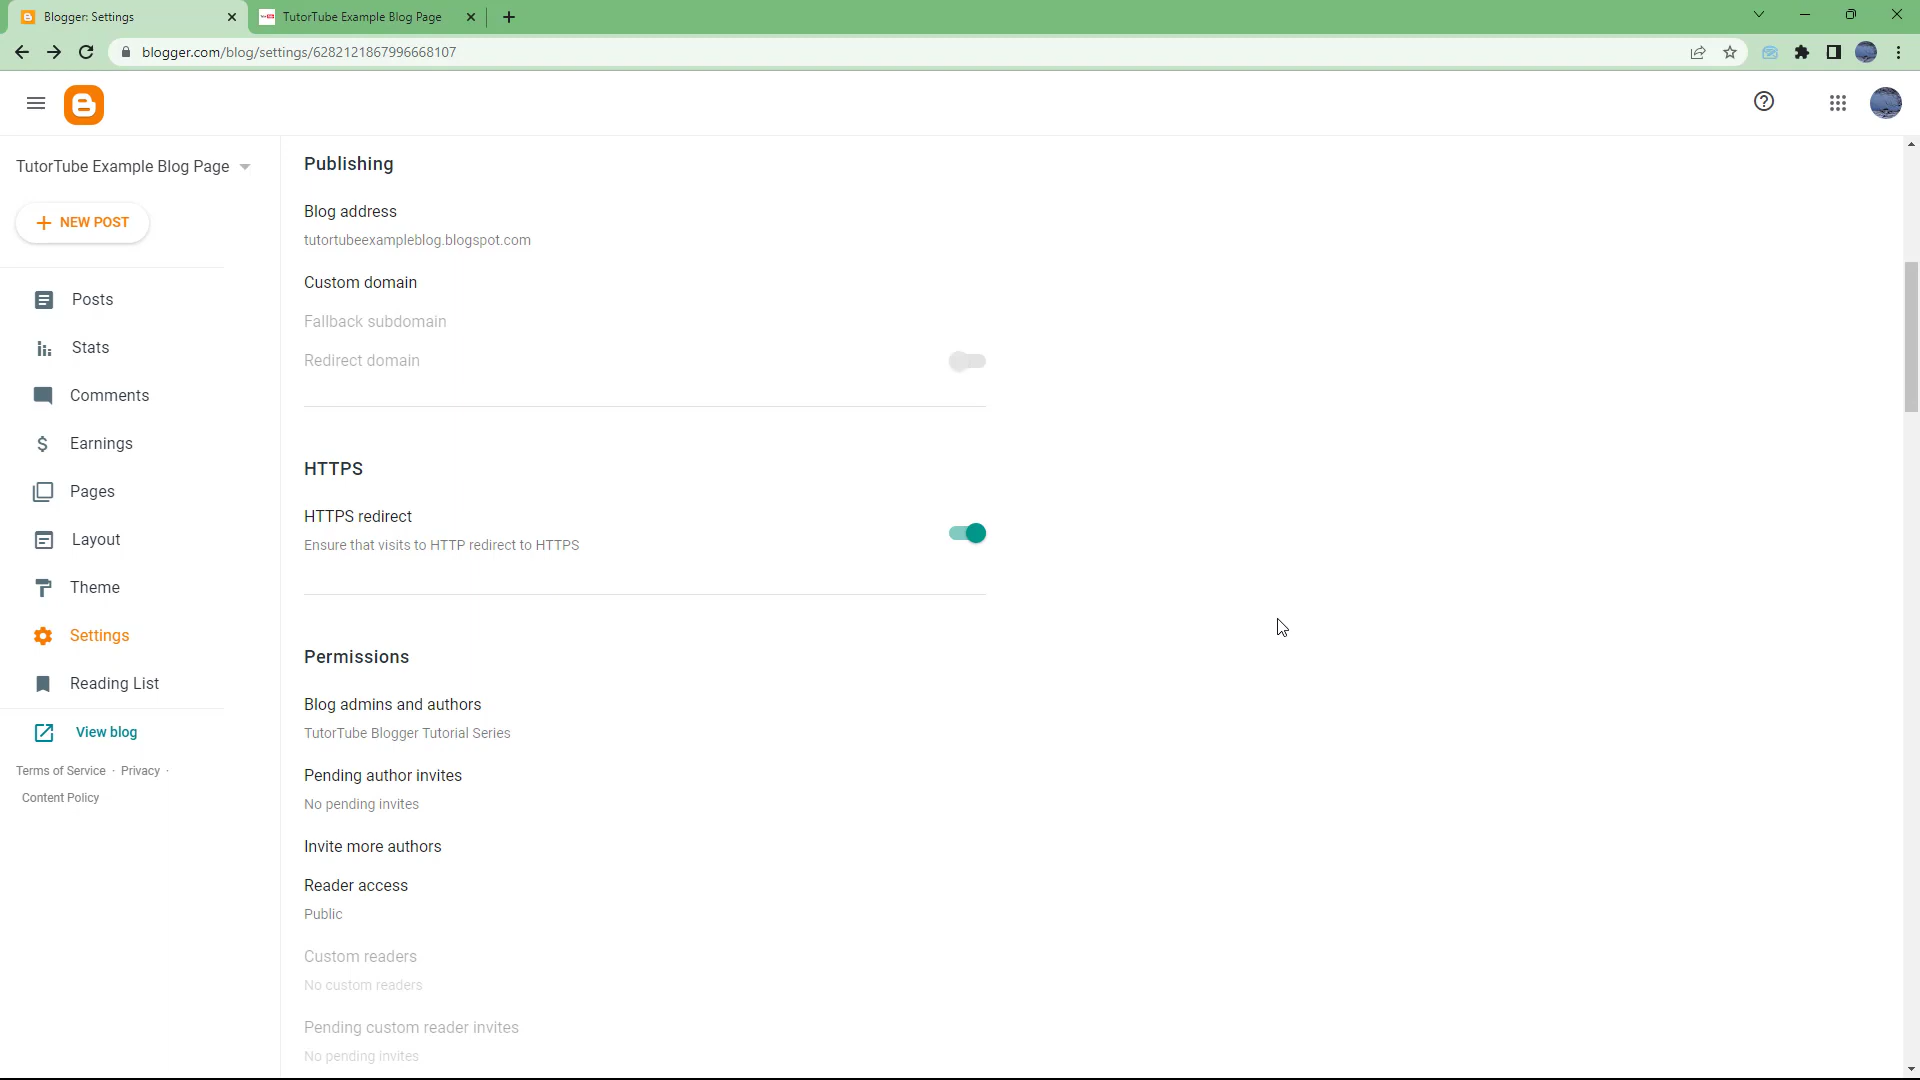 Blogger: Settings
TutorTube Example Blog Page
blogger.com/blog/settings/6282121867996668107
TutorTube Example Blog Page
NEW POST
Posts
Stats
Comments
Earnings
Pages
Layout
Theme
Settings
Reading List
View blog
Terms of Service · Privacy ·
Content Policy
Publishing
Blog address
tutortubeexampleblog.blogspot.com
Custom domain
Fallback subdomain
Redirect domain
HTTPS
HTTPS redirect
Ensure that visits to HTTP redirect to HTTPS
Permissions
Blog admins and authors
TutorTube Blogger Tutorial Series
Pending author invites
No pending invites
Invite more authors
Reader access
Public
Custom readers
No custom readers
Pending custom reader invites
No pending invites